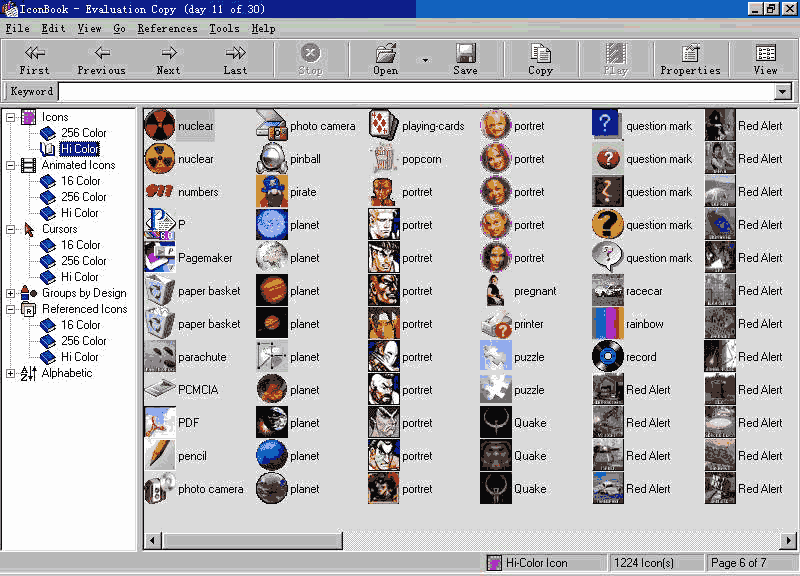 IconBook - Evaluation Copy (day 11 of 30)
File Edit View Go References Tools Help
First Previous Next Last Stop Open Save Copy Play Properties View
Keyword
Icons
256 Color
Hi Color
Animated Icons
16 Color
256 Color
Hi Color
Cursors
16 Color
256 Color
Hi Color
Groups by Design
Referenced Icons
16 Color
256 Color
Hi Color
Alphabetic
nuclear photo camera playing-cards portret question mark Red Alert
nuclear pinball popcorn portret question mark Red Alert
numbers pirate portret portret question mark Red Alert
P planet portret portret question mark Red Alert
Pagemaker planet portret portret question mark Red Alert
paper basket planet portret pregnant racecar Red Alert
paper basket planet portret printer rainbow Red Alert
parachute planet portret puzzle record Red Alert
PCMCIA planet portret puzzle Red Alert Red Alert
PDF planet portret Quake Red Alert Red Alert
pencil planet portret Quake Red Alert Red Alert
photo camera planet portret Quake Red Alert Red Alert
Hi-Color Icon 1224 Icon(s) Page 6 of 7